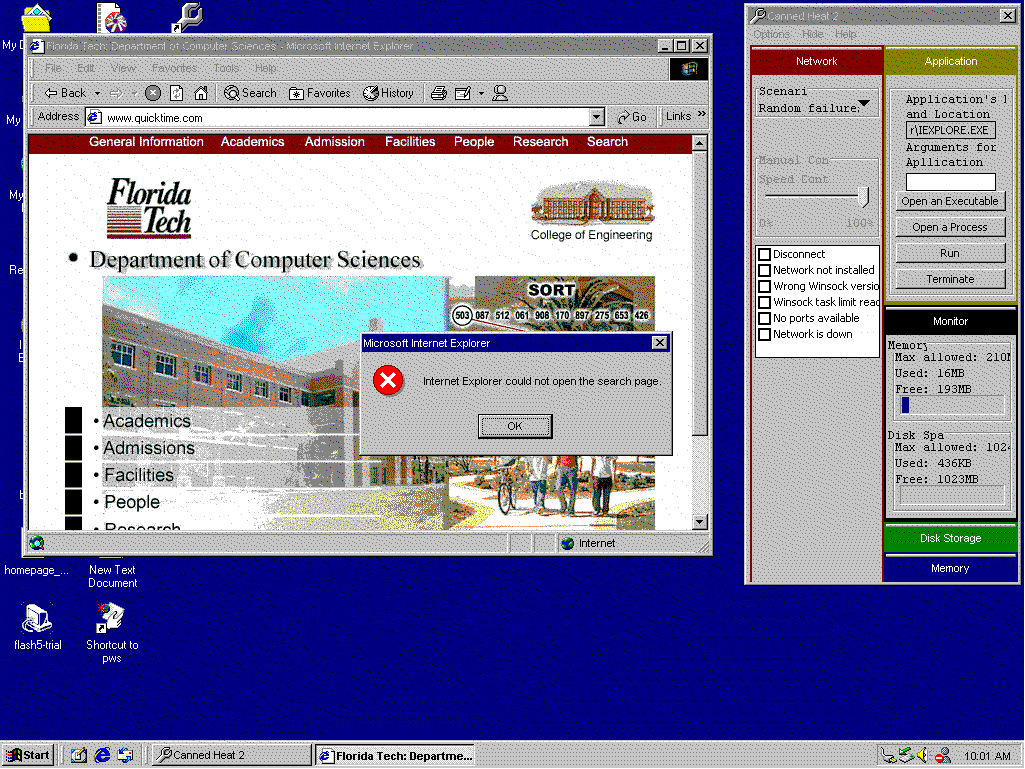 My D
Florida Tech: Department of Computer Sciences - Microsoft Internet Explorer
File Edit View Favorites Tools Help
Back Search Favorites History
Address www.quicktime.com Go Links »
General Information Academics Admission Facilities People Research Search
Florida
Tech
College of Engineering
• Department of Computer Sciences
SORT
503 087 512 061 908 170 897 275 653 426
Microsoft Internet Explorer
Internet Explorer could not open the search page.
OK
• Academics
• Admissions
• Facilities
• People
• Research
Internet
My
My
Re
homepage_...
New Text
Document
flash5-trial
Shortcut to
pws
Canned Heat 2
Options Hide Help
Network
Scenari
Random failure:
Manual Con
Speed Cont
0% 100%
Disconnect
Network not installed
Wrong Winsock versio
Winsock task limit reac
No ports available
Network is down
Application
Application's
and Location
r\IEXPLORE.EXE
Arguments for
Apllication
Open an Executable
Open a Process
Run
Terminate
Monitor
Memory
Max allowed: 210M
Used: 16MB
Free: 193MB
Disk Spa
Max allowed: 1024
Used: 436KB
Free: 1023MB
Disk Storage
Memory
Start
Canned Heat 2
Florida Tech: Departme...
10:01 AM